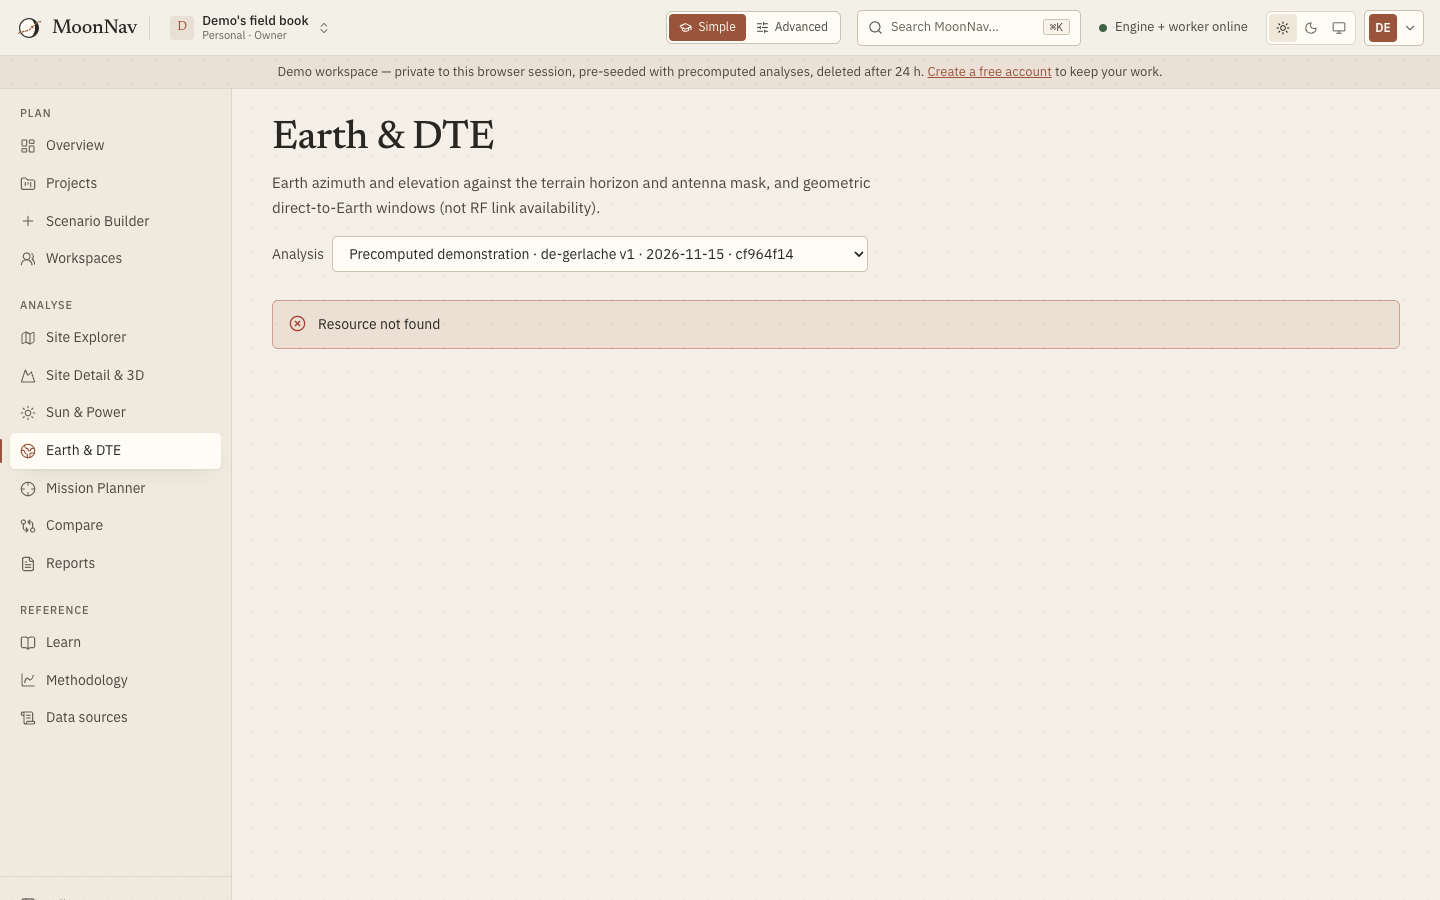 MoonNav
D
Demo's field book
Personal · Owner
Simple
Advanced
Search MoonNav...
⌘K
Engine + worker online
DE
Demo workspace — private to this browser session, pre-seeded with precomputed analyses, deleted after 24 h. Create a free account to keep your work.
PLAN
Overview
Projects
Scenario Builder
Workspaces
ANALYSE
Site Explorer
Site Detail & 3D
Sun & Power
Earth & DTE
Mission Planner
Compare
Reports
REFERENCE
Learn
Methodology
Data sources
Earth & DTE
Earth azimuth and elevation against the terrain horizon and antenna mask, and geometric
direct-to-Earth windows (not RF link availability).
Analysis
Precomputed demonstration · de-gerlache v1 · 2026-11-15 · cf964f14
Resource not found